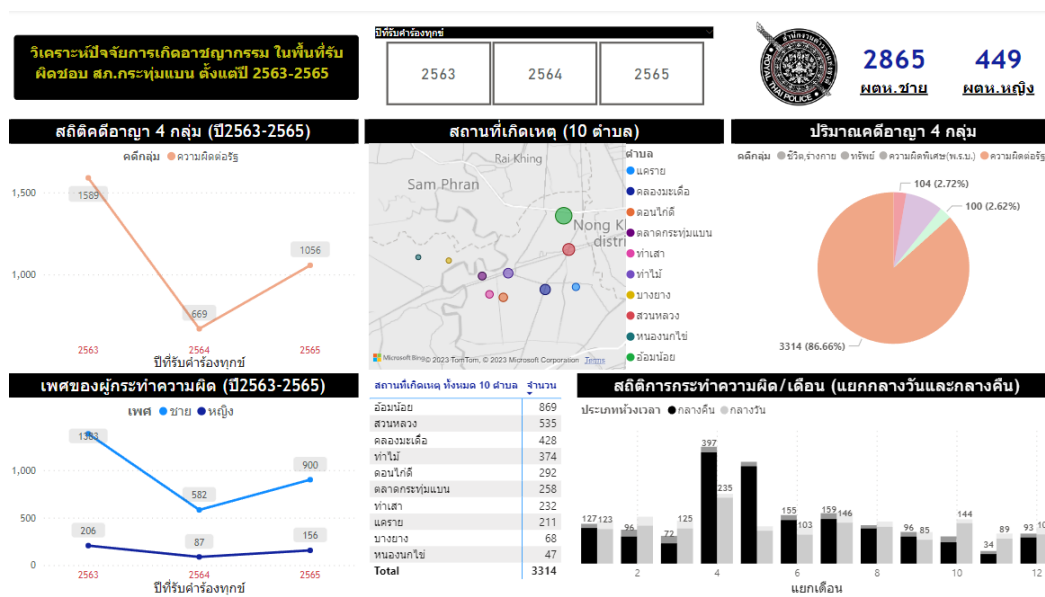 วิเคราะห์ปัจจัยการเกิดอาชญากรรม ในพื้นที่รับ
ผิดชอบ สภ.กระทุ่มแบน ตั้งแต่ปี 2563-2565
ปีที่รับคำร้องทุกข์
2563
2564
2565
สำนักงานตำรวจแห่งชาติ
ROYAL THAI POLICE
2865
ผตห.ชาย
449
ผตห.หญิง
สถิติคดีอาญา 4 กลุ่ม (ปี2563-2565)
คดีกลุ่ม ความผิดต่อรัฐ
1,500
1,000
1589
669
1056
2563
2564
2565
ปีที่รับคำร้องทุกข์
สถานที่เกิดเหตุ (10 ตำบล)
Rai Khing
Sam Phran
Nong K
distri
Microsoft Bing
© 2023 TomTom, © 2023 Microsoft Corporation Terms
ตำบล
แคราย
คลองมะเดื่อ
ดอนไก่ดี
ตลาดกระทุ่มแบน
ท่าเสา
ท่าไม้
บางยาง
สวนหลวง
หนองนกไข่
อ้อมน้อย
ปริมาณคดีอาญา 4 กลุ่ม
คดีกลุ่ม ชีวิต,ร่างกาย ทรัพย์ ความผิดพิเศษ(พ.ร.บ.) ความผิดต่อรัฐ
104 (2.72%)
100 (2.62%)
3314 (86.66%)
เพศของผู้กระทำความผิด (ปี2563-2565)
เพศ ชาย หญิง
1,000
500
0
1383
582
900
206
87
156
2563
2564
2565
ปีที่รับคำร้องทุกข์
สถานที่เกิดเหตุ ทั้งหมด 10 ตำบล จำนวน
อ้อมน้อย 869
สวนหลวง 535
คลองมะเดื่อ 428
ท่าไม้ 374
ดอนไก่ดี 292
ตลาดกระทุ่มแบน 258
ท่าเสา 232
แคราย 211
บางยาง 68
หนองนกไข่ 47
Total 3314
สถิติการกระทำความผิด/เดือน (แยกกลางวันและกลางคืน)
ประเภทห้วงเวลา กลางคืน กลางวัน
127 123
96
72
125
397
235
155
103
159
146
96
85
144
34
89
93
2
4
6
8
10
12
แยกเดือน